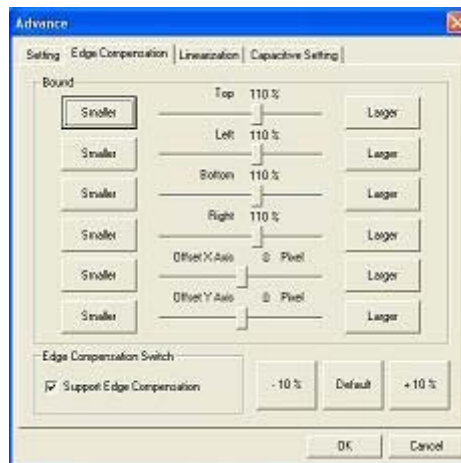 Advance
Setting Edge Compensation Linearization Capacitive Setting
Bound
Top 110 %
Smaller Larger
Left 110 %
Smaller Larger
Bottom 110 %
Smaller Larger
Right 110 %
Smaller Larger
Offset X Axis 0 Pixel
Smaller Larger
Offset Y Axis 0 Pixel
Smaller Larger
Edge Compensation Switch
Support Edge Compensation
- 10 % Default + 10 %
OK Cancel